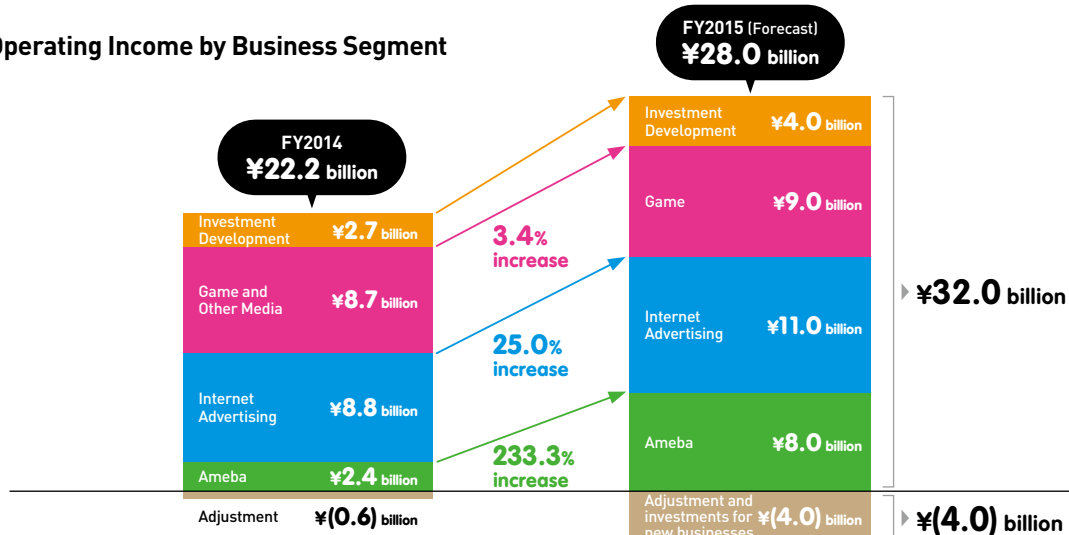 Operating Income by Business Segment
FY2014
¥22.2 billion
Investment
Development
¥2.7 billion
Game and
Other Media
¥8.7 billion
Internet
Advertising
¥8.8 billion
Ameba
¥2.4 billion
Adjustment
¥(0.6) billion
3.4%
increase
25.0%
increase
233.3%
increase
FY2015 (Forecast)
¥28.0 billion
Investment
Development
¥4.0 billion
Game
¥9.0 billion
Internet
Advertising
¥11.0 billion
Ameba
¥8.0 billion
Adjustment and
investments for
new businesses
¥(4.0) billion
¥32.0 billion
¥(4.0) billion